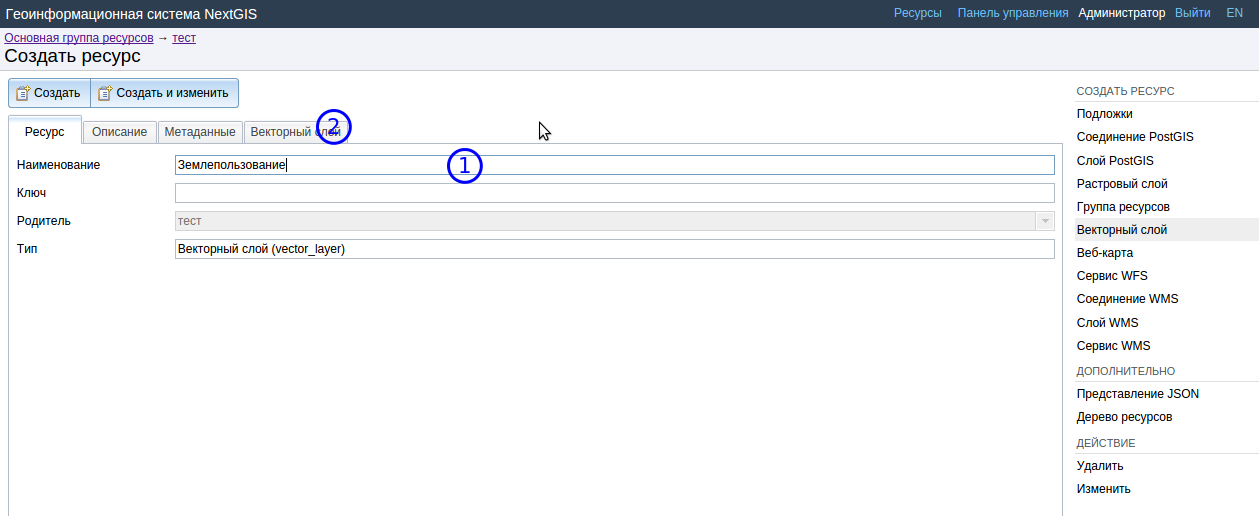 Геоинформационная система NextGIS
Ресурсы Панель управления Администратор Выйти EN
Основная группа ресурсов → тест
Создать ресурс
Создать Создать и изменить
Ресурс Описание Метаданные Векторный слой
2
Наименование Землепользование
1
Ключ
Родитель тест
Тип Векторный слой (vector_layer)
СОЗДАТЬ РЕСУРС
Подложки
Соединение PostGIS
Слой PostGIS
Растровый слой
Группа ресурсов
Векторный слой
Веб-карта
Сервис WFS
Соединение WMS
Слой WMS
Сервис WMS
ДОПОЛНИТЕЛЬНО
Представление JSON
Дерево ресурсов
ДЕЙСТВИЕ
Удалить
Изменить